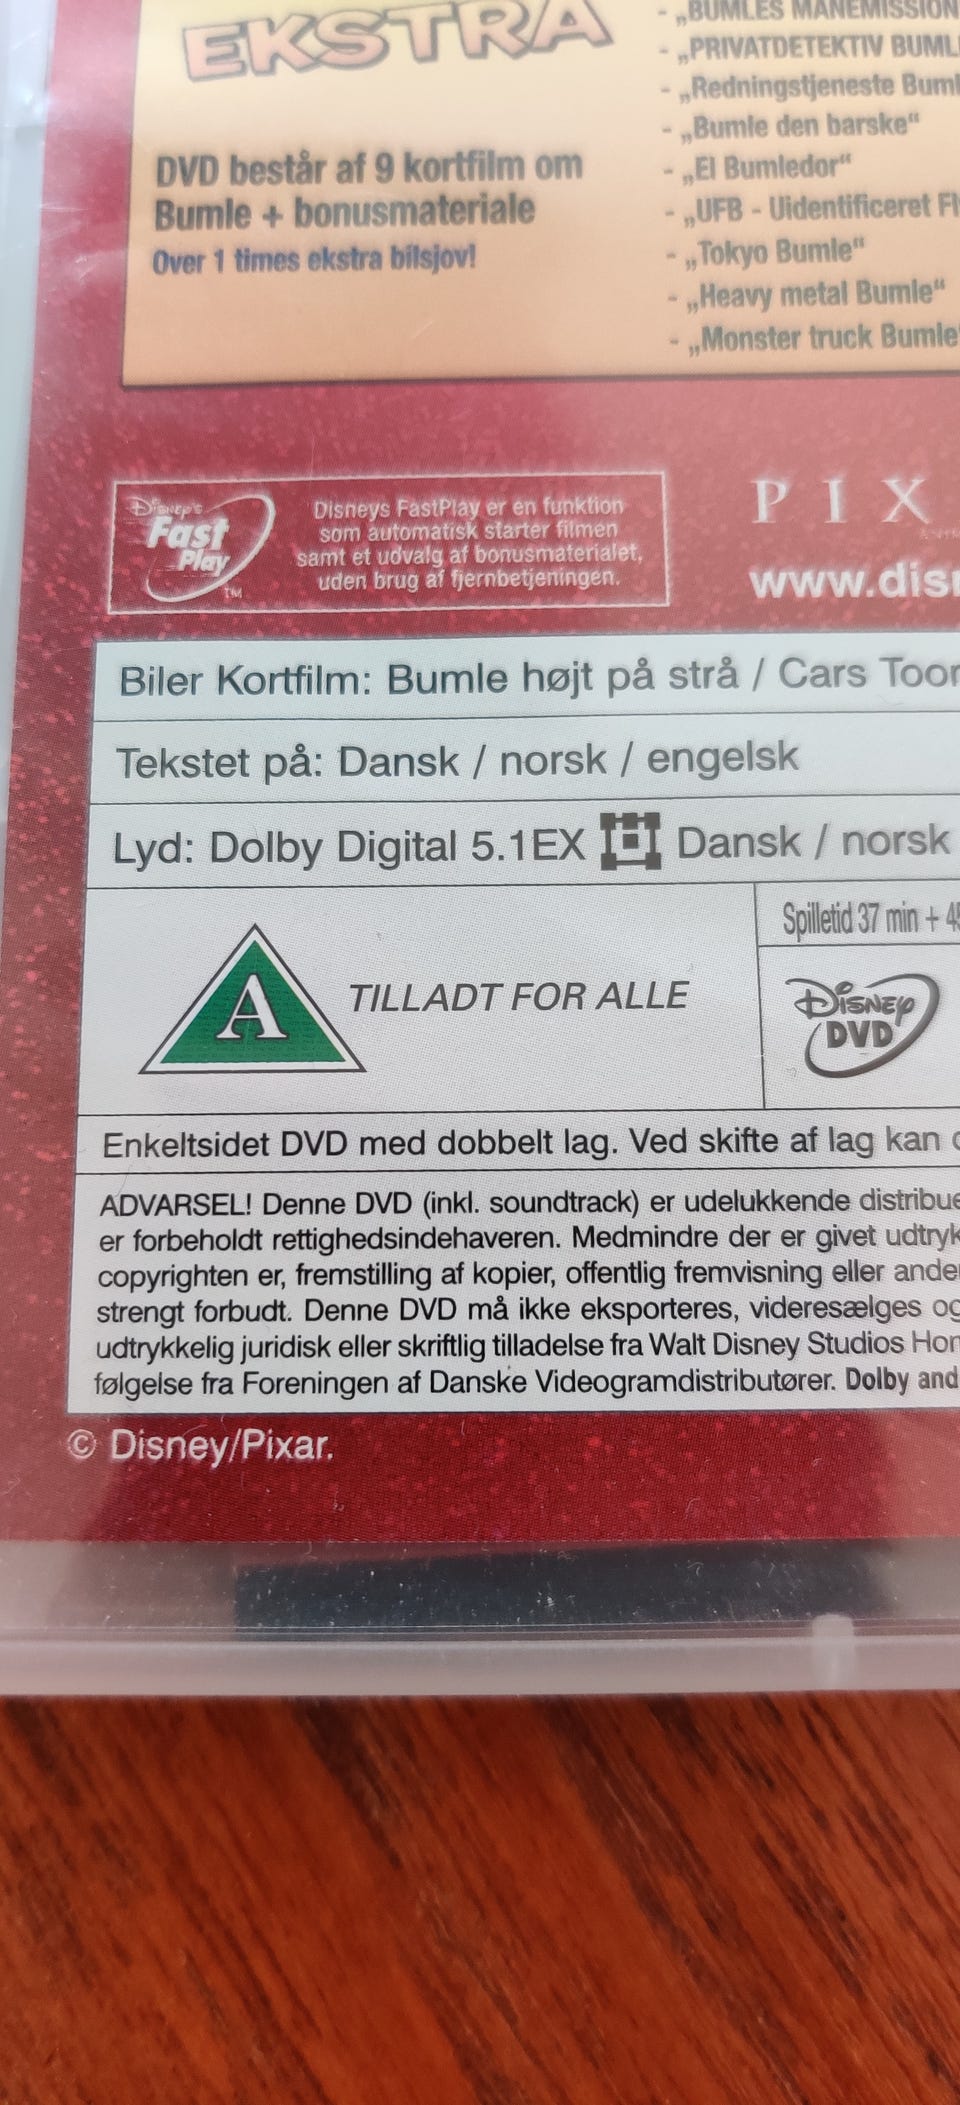 EKSTRA
DVD består af 9 kortfilm om
Bumle + bonusmateriale
Over 1 times ekstra bilsjov!
- „BUMLES MÅNEMISSION
- „PRIVATDETEKTIV BUML
- „Redningstjeneste Buml
- „Bumle den barske“
- „El Bumledor“
- „UFB - Uidentificeret Fl
- „Tokyo Bumle“
- „Heavy metal Bumle“
- „Monster truck Bumle
DISNEY'S
Fast
Play
TM
Disneys FastPlay er en funktion
som automatisk starter filmen
samt et udvalg af bonusmaterialet,
uden brug af fjernbetjeningen.
PIX
www.dis
Biler Kortfilm: Bumle højt på strå / Cars Toon
Tekstet på: Dansk / norsk / engelsk
Lyd: Dolby Digital 5.1EX Dansk / norsk
A
TILLADT FOR ALLE
Spilletid 37 min + 45
DISNEY
DVD
Enkeltsidet DVD med dobbelt lag. Ved skifte af lag kan
ADVARSEL! Denne DVD (inkl. soundtrack) er udelukkende distribue
er forbeholdt rettighedsindehaveren. Medmindre der er givet udtryk
copyrighten er, fremstilling af kopier, offentlig fremvisning eller ande
strengt forbudt. Denne DVD må ikke eksporteres, videresælges og
udtrykkelig juridisk eller skriftlig tilladelse fra Walt Disney Studios Hom
følgelse fra Foreningen af Danske Videogramdistributører. Dolby and
© Disney/Pixar.